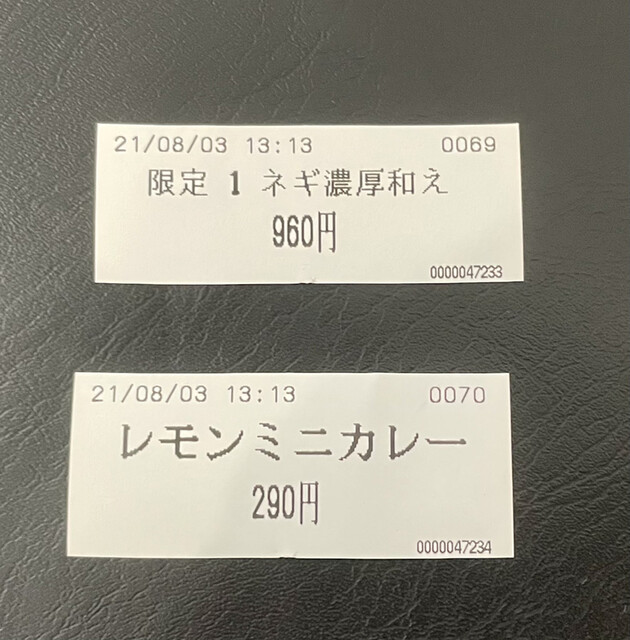 21/08/03 13:13 0069
限定 1 ネギ濃厚和え
960円
0000047233
21/08/03 13:13 0070
レモンミニカレー
290円
0000047234